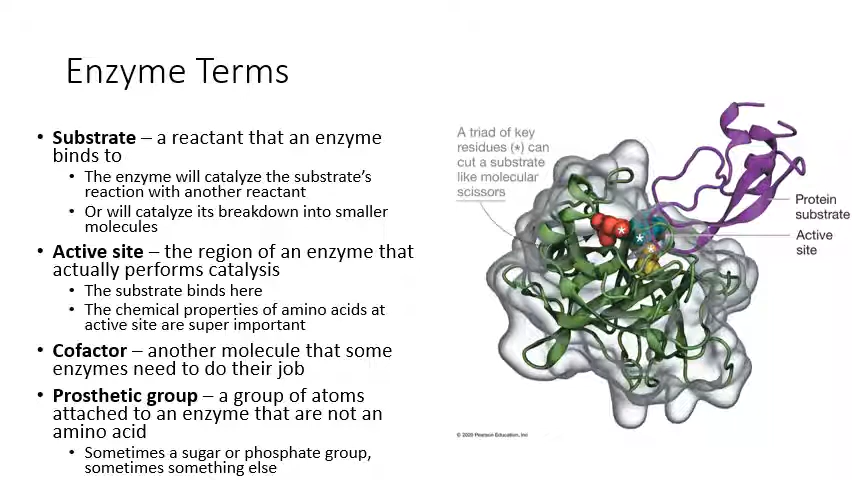 Enzyme Terms
• Substrate – a reactant that an enzyme
binds to
• The enzyme will catalyze the substrate's
reaction with another reactant
• Or will catalyze its breakdown into smaller
molecules
• Active site – the region of an enzyme that
actually performs catalysis
• The substrate binds here
• The chemical properties of amino acids at
active site are super important
• Cofactor – another molecule that some
enzymes need to do their job
• Prosthetic group – a group of atoms
attached to an enzyme that are not an
amino acid
• Sometimes a sugar or phosphate group,
sometimes something else
A triad of key
residues (*) can
cut a substrate
like molecular
scissors
* * *
Protein
substrate
Active
site
© 2020 Pearson Education, Inc.